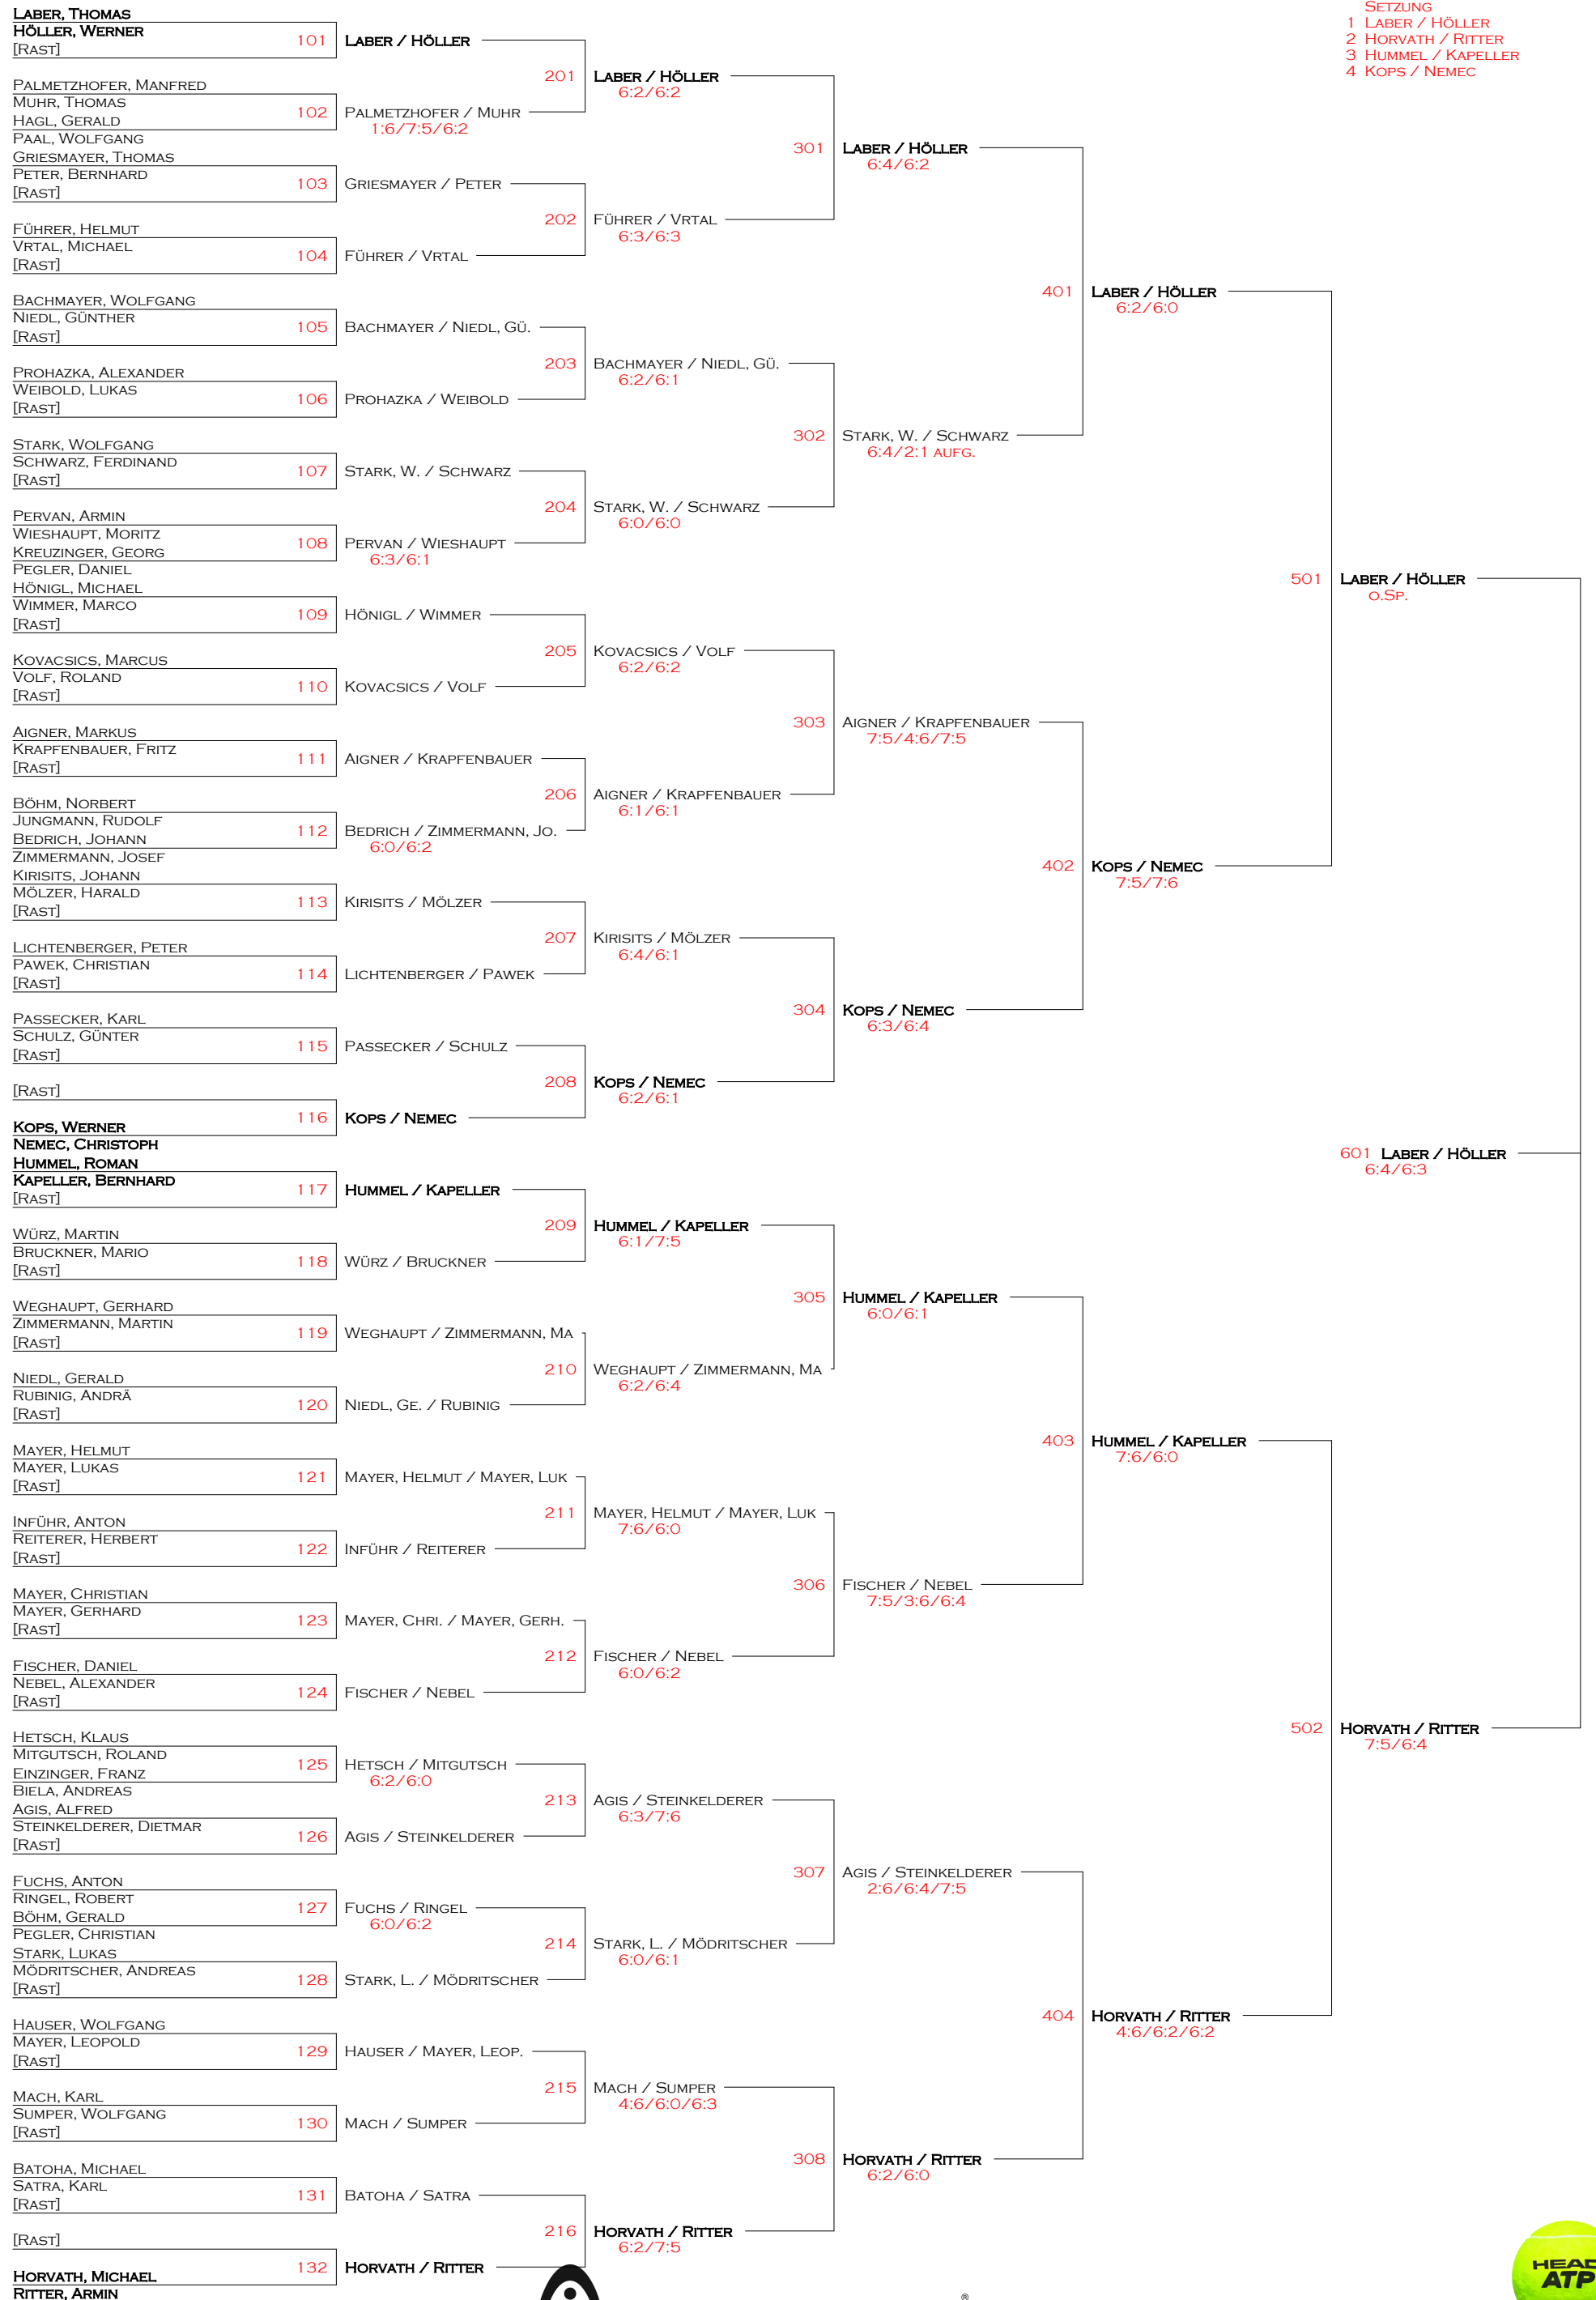 Setzung
1 Laber / Höller
2 Horvath / Ritter
3 Hummel / Kapeller
4 Kops / Nemec
Laber, Thomas
Höller, Werner
[Rast]
Palmetzhofer, Manfred
Muhr, Thomas
Hagl, Gerald
Paal, Wolfgang
Griesmayer, Thomas
Peter, Bernhard
[Rast]
Führer, Helmut
Vrtal, Michael
[Rast]
Bachmayer, Wolfgang
Niedl, Günther
[Rast]
Prohazka, Alexander
Weibold, Lukas
[Rast]
Stark, Wolfgang
Schwarz, Ferdinand
[Rast]
Pervan, Armin
Wieshaupt, Moritz
Kreuzinger, Georg
Pegler, Daniel
Hönigl, Michael
Wimmer, Marco
[Rast]
Kovacsics, Marcus
Volf, Roland
[Rast]
Aigner, Markus
Krapfenbauer, Fritz
[Rast]
Böhm, Norbert
Jungmann, Rudolf
Bedrich, Johann
Zimmermann, Josef
Kirisits, Johann
Mölzer, Harald
[Rast]
Lichtenberger, Peter
Pawek, Christian
[Rast]
Passecker, Karl
Schulz, Günter
[Rast]
[Rast]
Kops, Werner
Nemec, Christoph
Hummel, Roman
Kapeller, Bernhard
[Rast]
Würz, Martin
Bruckner, Mario
[Rast]
Weghaupt, Gerhard
Zimmermann, Martin
[Rast]
Niedl, Gerald
Rubinig, Andrä
[Rast]
Mayer, Helmut
Mayer, Lukas
[Rast]
Inführ, Anton
Reiterer, Herbert
[Rast]
Mayer, Christian
Mayer, Gerhard
[Rast]
Fischer, Daniel
Nebel, Alexander
[Rast]
Hetsch, Klaus
Mitgutsch, Roland
Einzinger, Franz
Biela, Andreas
Agis, Alfred
Steinkelderer, Dietmar
[Rast]
Fuchs, Anton
Ringel, Robert
Böhm, Gerald
Pegler, Christian
Stark, Lukas
Mödritscher, Andreas
[Rast]
Hauser, Wolfgang
Mayer, Leopold
[Rast]
Mach, Karl
Sumper, Wolfgang
[Rast]
Batoha, Michael
Satra, Karl
[Rast]
[Rast]
Horvath, Michael
Ritter, Armin
101 Laber / Höller
102 Palmetzhofer / Muhr
1:6/7:5/6:2
103 Griesmayer / Peter
104 Führer / Vrtal
105 Bachmayer / Niedl, Gü.
106 Prohazka / Weibold
107 Stark, W. / Schwarz
108 Pervan / Wieshaupt
6:3/6:1
109 Hönigl / Wimmer
110 Kovacsics / Volf
111 Aigner / Krapfenbauer
112 Bedrich / Zimmermann, Jo.
6:0/6:2
113 Kirisits / Mölzer
114 Lichtenberger / Pawek
115 Passecker / Schulz
116 Kops / Nemec
117 Hummel / Kapeller
118 Würz / Bruckner
119 Weghaupt / Zimmermann, Ma
120 Niedl, Ge. / Rubinig
121 Mayer, Helmut / Mayer, Luk
122 Inführ / Reiterer
123 Mayer, Chri. / Mayer, Gerh.
124 Fischer / Nebel
125 Hetsch / Mitgutsch
6:2/6:0
126 Agis / Steinkelderer
127 Fuchs / Ringel
6:0/6:2
128 Stark, L. / Mödritscher
129 Hauser / Mayer, Leop.
130 Mach / Sumper
131 Batoha / Satra
132 Horvath / Ritter
201 Laber / Höller
6:2/6:2
202 Führer / Vrtal
6:3/6:3
203 Bachmayer / Niedl, Gü.
6:2/6:1
204 Stark, W. / Schwarz
6:0/6:0
205 Kovacsics / Volf
6:2/6:2
206 Aigner / Krapfenbauer
6:1/6:1
207 Kirisits / Mölzer
6:4/6:1
208 Kops / Nemec
6:2/6:1
209 Hummel / Kapeller
6:1/7:5
210 Weghaupt / Zimmermann, Ma
6:2/6:4
211 Mayer, Helmut / Mayer, Luk
7:6/6:0
212 Fischer / Nebel
6:0/6:2
213 Agis / Steinkelderer
6:3/7:6
214 Stark, L. / Mödritscher
6:0/6:1
215 Mach / Sumper
4:6/6:0/6:3
216 Horvath / Ritter
6:2/7:5
301 Laber / Höller
6:4/6:2
302 Stark, W. / Schwarz
6:4/2:1 aufg.
303 Aigner / Krapfenbauer
7:5/4:6/7:5
304 Kops / Nemec
6:3/6:4
305 Hummel / Kapeller
6:0/6:1
306 Fischer / Nebel
7:5/3:6/6:4
307 Agis / Steinkelderer
2:6/6:4/7:5
308 Horvath / Ritter
6:2/6:0
401 Laber / Höller
6:2/6:0
402 Kops / Nemec
7:5/7:6
403 Hummel / Kapeller
7:6/6:0
404 Horvath / Ritter
4:6/6:2/6:2
501 Laber / Höller
o.Sp.
502 Horvath / Ritter
7:5/6:4
601 Laber / Höller
6:4/6:3
®
HEAD
ATP